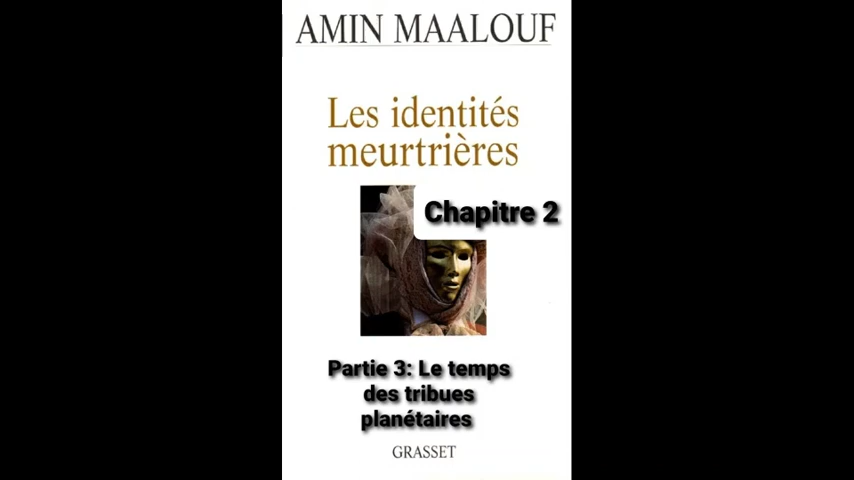 AMIN MAALOUF
Les identités
meurtrières
Chapitre 2
Partie 3: Le temps
des tribues
planétaires
GRASSET